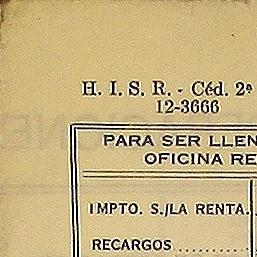 H. I. S. R. - Céd. 2ª
12-3666
PARA SER LLEN
OFICINA RE
IMPTO. S./LA RENTA.
RECARGOS